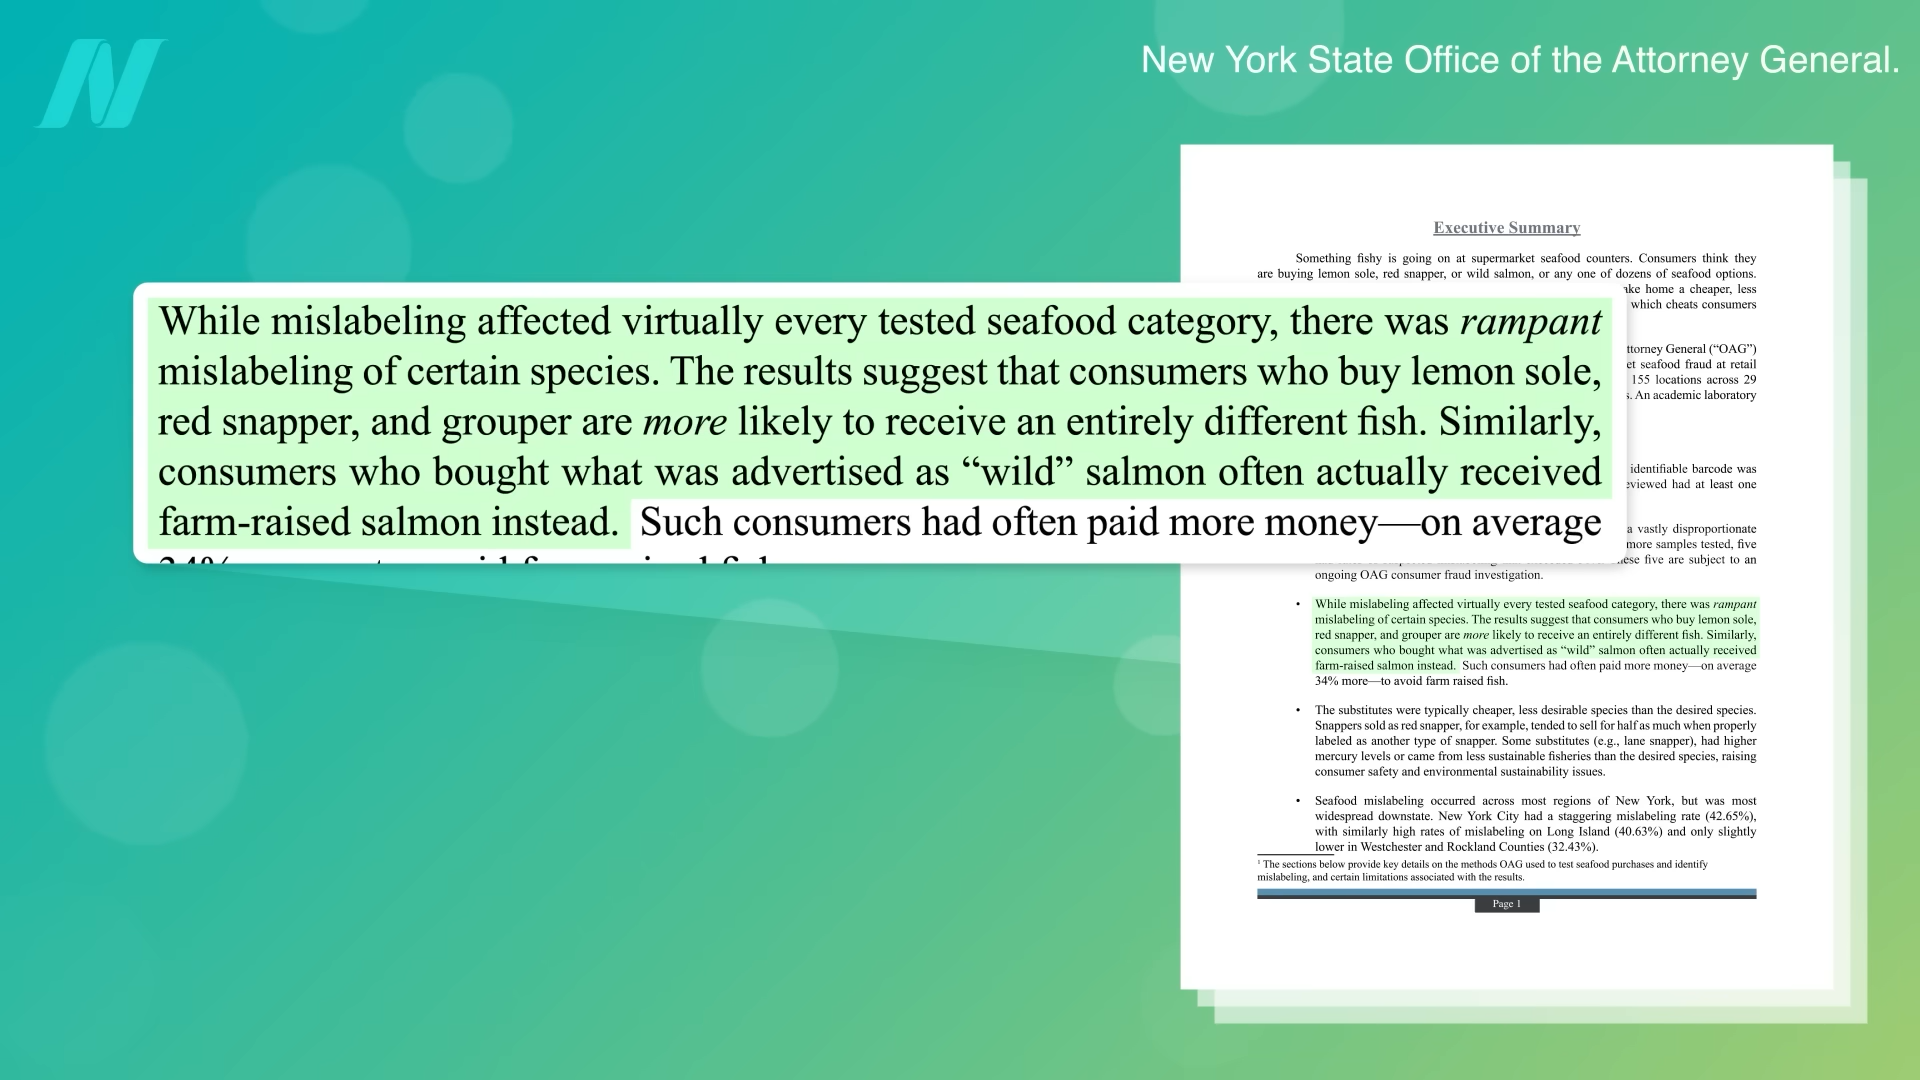 New York State Office of the Attorney General.
Executive Summary
Something fishy is going on at supermarket seafood counters. Consumers think they
are buying lemon sole, red snapper, or wild salmon, or any one of dozens of seafood options.
home a cheaper, less
which cheats consumers
Attorney General (“OAG”)
seafood fraud at retail
155 locations across 29
An academic laboratory
identifiable barcode was
reviewed had at least one
a vastly disproportionate
more samples tested, five
these five are subject to an
ongoing OAG consumer fraud investigation.
While mislabeling affected virtually every tested seafood category, there was rampant
mislabeling of certain species. The results suggest that consumers who buy lemon sole,
red snapper, and grouper are more likely to receive an entirely different fish. Similarly,
consumers who bought what was advertised as “wild” salmon often actually received
farm-raised salmon instead. Such consumers had often paid more money—on average
• While mislabeling affected virtually every tested seafood category, there was rampant
mislabeling of certain species. The results suggest that consumers who buy lemon sole,
red snapper, and grouper are more likely to receive an entirely different fish. Similarly,
consumers who bought what was advertised as “wild” salmon often actually received
farm-raised salmon instead. Such consumers had often paid more money—on average
34% more—to avoid farm raised fish.
• The substitutes were typically cheaper, less desirable species than the desired species.
Snappers sold as red snapper, for example, tended to sell for half as much when properly
labeled as another type of snapper. Some substitutes (e.g., lane snapper), had higher
mercury levels or came from less sustainable fisheries than the desired species, raising
consumer safety and environmental sustainability issues.
• Seafood mislabeling occurred across most regions of New York, but was most
widespread downstate. New York City had a staggering mislabeling rate (42.65%),
with similarly high rates of mislabeling on Long Island (40.63%) and only slightly
lower in Westchester and Rockland Counties (32.43%).
1 The sections below provide key details on the methods OAG used to test seafood purchases and identify
mislabeling, and certain limitations associated with the results.
Page 1